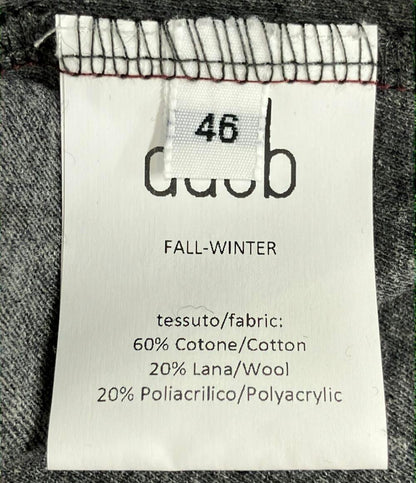 46
FALL-WINTER
tessuto/fabric:
60% Cotone/Cotton
20% Lana/Wool
20% Poliacrilico/Polyacrylic